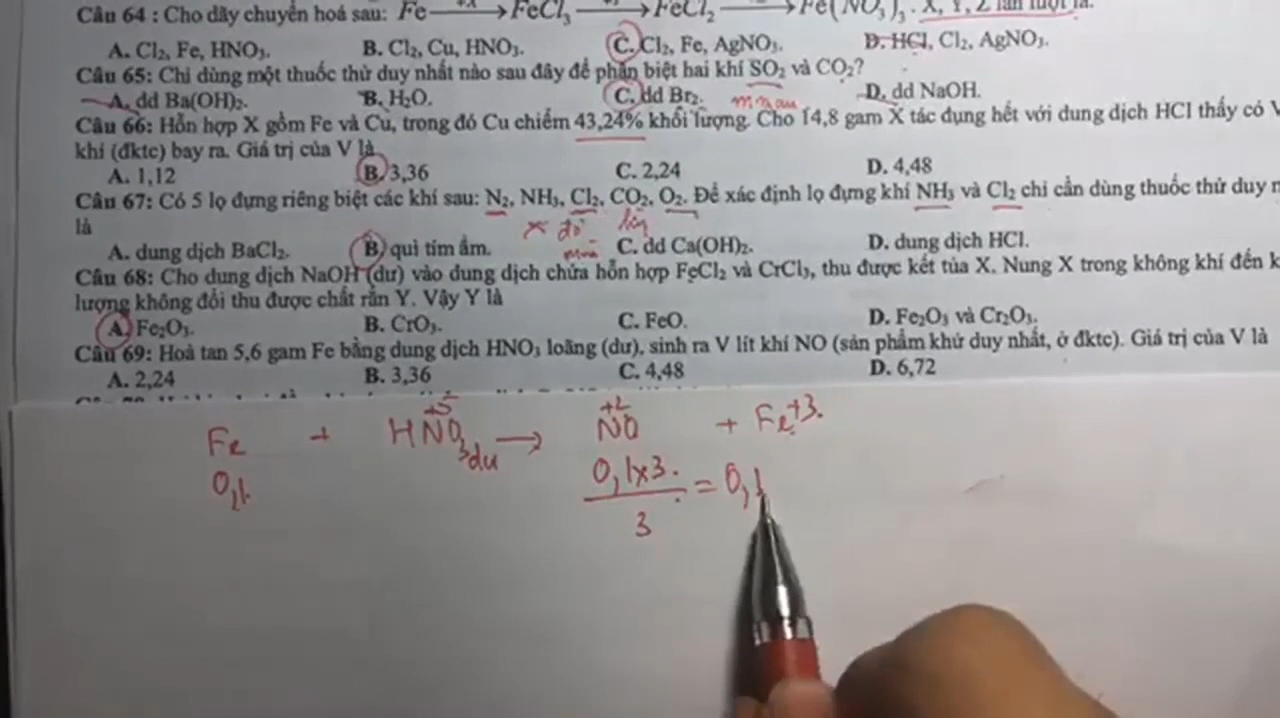 Câu 64 : Cho dãy chuyển hoá sau: Fe → FeCl₃ → FeCl₂ → Fe(NO₃)₃ . X, Y, Z lần lượt là:
A. Cl₂, Fe, HNO₃. B. Cl₂, Cu, HNO₃. C. Cl₂, Fe, AgNO₃. D. HCl, Cl₂, AgNO₃.
Câu 65: Chỉ dùng một thuốc thử duy nhất nào sau đây để phân biệt hai khí SO₂ và CO₂?
A. dd Ba(OH)₂. B. H₂O. C. dd Br₂. D. dd NaOH.
Câu 66: Hỗn hợp X gồm Fe và Cu, trong đó Cu chiếm 43,24% khối lượng. Cho 14,8 gam X tác dụng hết với dung dịch HCl thấy có V
khí (đktc) bay ra. Giá trị của V là
A. 1,12 B. 3,36 C. 2,24 D. 4,48
Câu 67: Có 5 lọ đựng riêng biệt các khí sau: N₂, NH₃, Cl₂, CO₂, O₂. Để xác định lọ đựng khí NH₃ và Cl₂ chỉ cần dùng thuốc thử duy
là
x đỏ
A. dung dịch BaCl₂. B. quì tím ẩm. C. dd Ca(OH)₂. D. dung dịch HCl.
Câu 68: Cho dung dịch NaOH (dư) vào dung dịch chứa hỗn hợp FeCl₂ và CrCl₃, thu được kết tủa X. Nung X trong không khí đến
lượng không đổi thu được chất rắn Y. Vậy Y là
A. Fe₂O₃. B. CrO₃. C. FeO. D. Fe₂O₃ và Cr₂O₃.
Câu 69: Hoà tan 5,6 gam Fe bằng dung dịch HNO₃ loãng (dư), sinh ra V lít khí NO (sản phẩm khử duy nhất, ở đktc). Giá trị của V là
A. 2,24 B. 3,36 C. 4,48 D. 6,72
+5 +2
Fe + HNO₃ dư → NO + Fe⁺³.
0,1 0,1x3. = 0,1
3